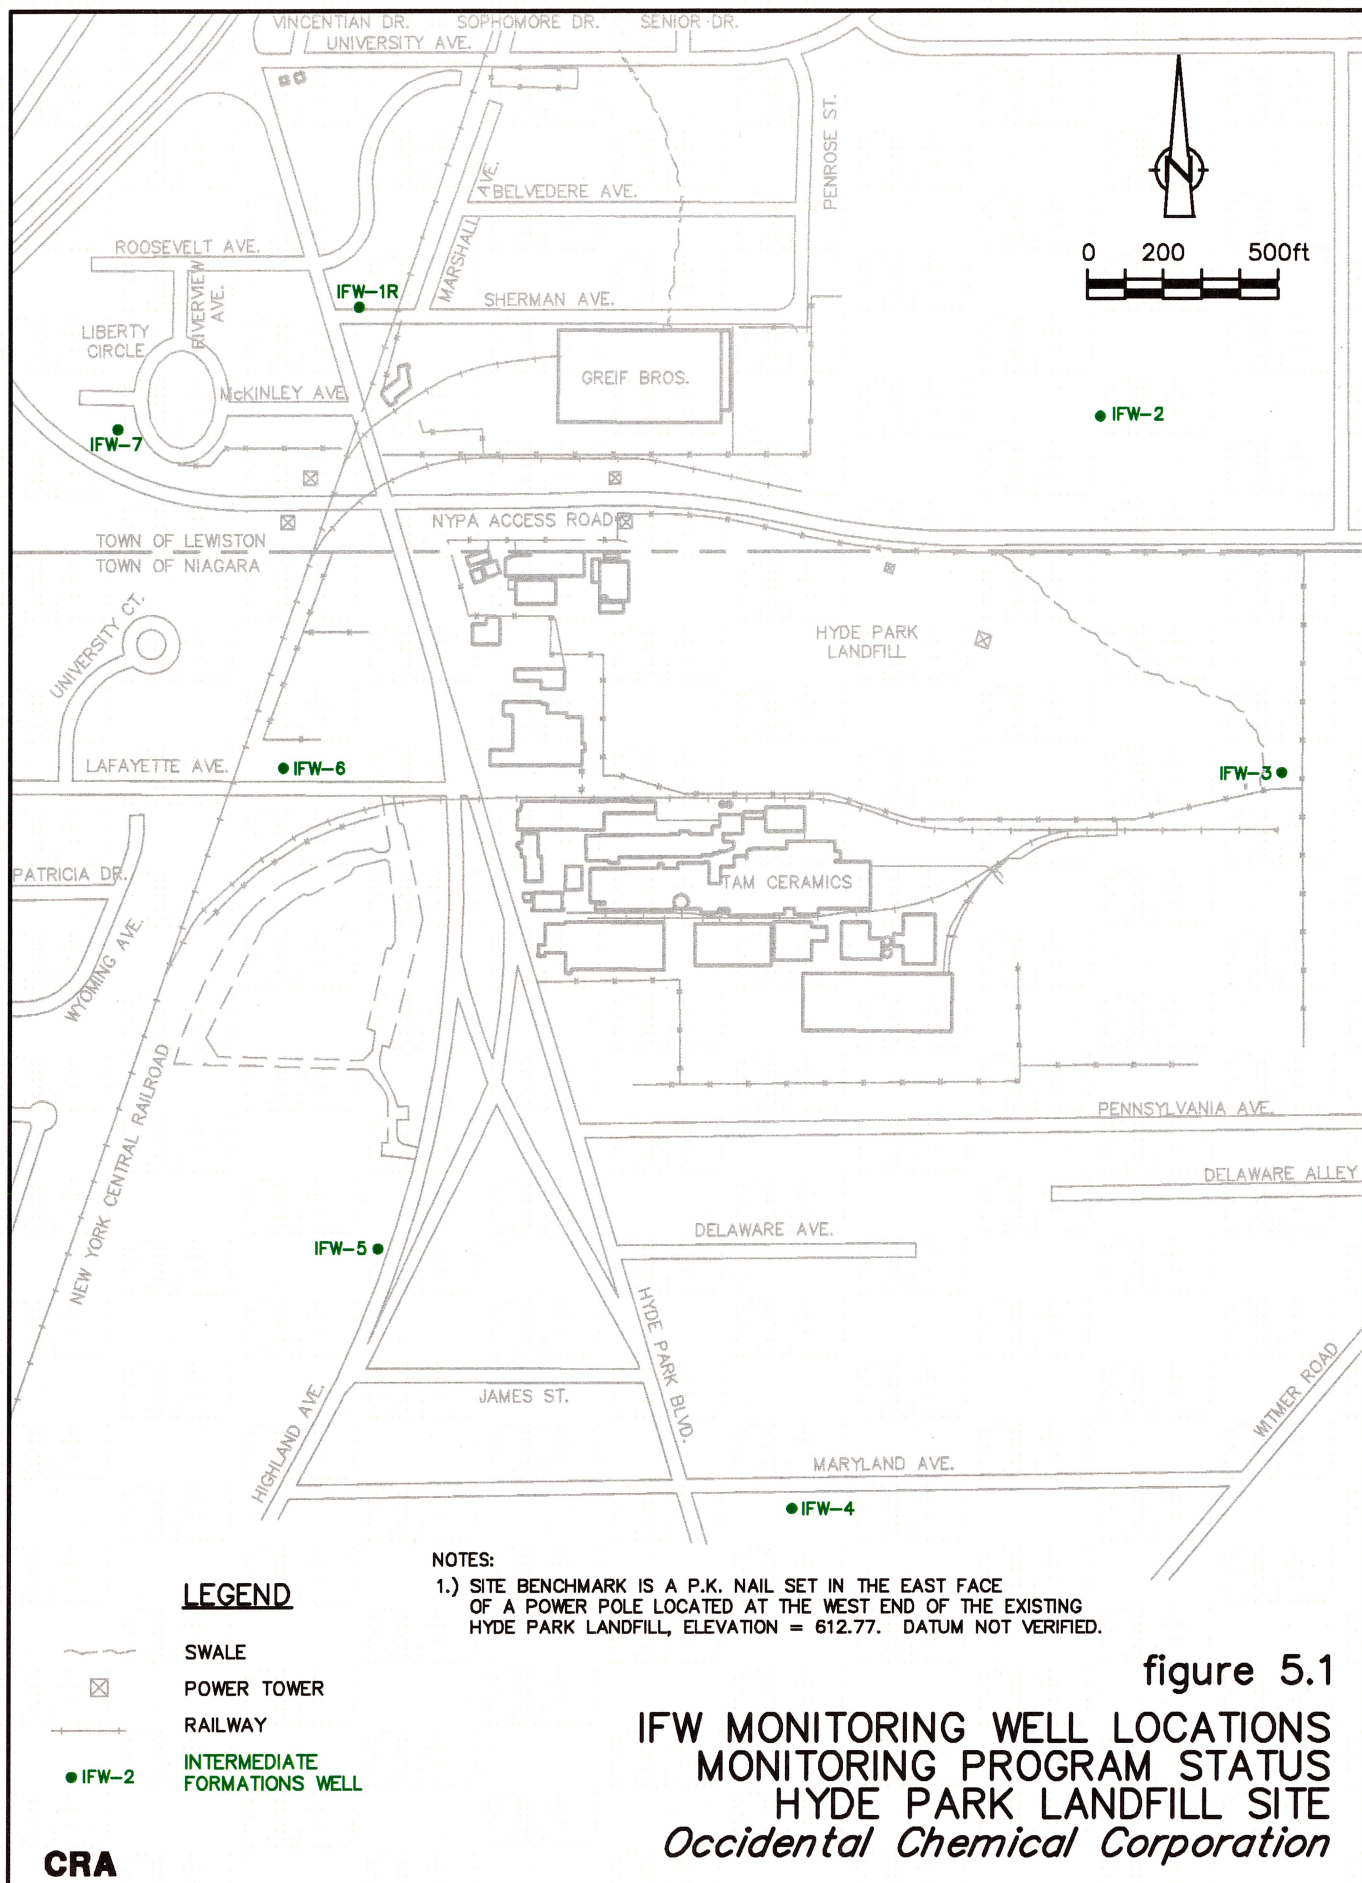 VINCENTIAN DR.
SOPHOMORE DR.
SENIOR DR.
UNIVERSITY AVE.
PENROSE ST.
MARSHALL AVE.
BELVEDERE AVE.
N
ROOSEVELT AVE.
RIVERVIEW
AVE.
0 200 500ft
IFW-1R
SHERMAN AVE.
LIBERTY
CIRCLE
GREIF BROS.
McKINLEY AVE.
IFW-2
IFW-7
NYPA ACCESS ROAD
TOWN OF LEWISTON
TOWN OF NIAGARA
UNIVERSITY CT.
HYDE PARK
LANDFILL
LAFAYETTE AVE.
IFW-6
IFW-3
PATRICIA DR.
TAM CERAMICS
WYOMING AVE.
NEW YORK CENTRAL RAILROAD
PENNSYLVANIA AVE.
DELAWARE ALLEY
DELAWARE AVE.
IFW-5
HYDE PARK BLVD.
JAMES ST.
HIGHLAND AVE.
WITMER ROAD
MARYLAND AVE.
IFW-4
NOTES:
1.) SITE BENCHMARK IS A P.K. NAIL SET IN THE EAST FACE
OF A POWER POLE LOCATED AT THE WEST END OF THE EXISTING
HYDE PARK LANDFILL, ELEVATION = 612.77. DATUM NOT VERIFIED.
LEGEND
SWALE
POWER TOWER
RAILWAY
IFW-2 INTERMEDIATE
FORMATIONS WELL
figure 5.1
IFW MONITORING WELL LOCATIONS
MONITORING PROGRAM STATUS
HYDE PARK LANDFILL SITE
Occidental Chemical Corporation
CRA